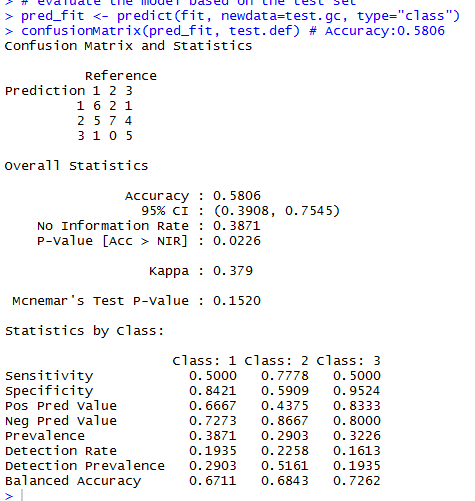 > # evaluate the model based on the test set
> pred_fit <- predict(fit, newdata=test.gc, type="class")
> confusionMatrix(pred_fit, test.def) # Accuracy:0.5806
Confusion Matrix and Statistics

          Reference
Prediction 1 2 3
         1 6 2 1
         2 5 7 4
         3 1 0 5

Overall Statistics

               Accuracy : 0.5806
                 95% CI : (0.3908, 0.7545)
    No Information Rate : 0.3871
    P-Value [Acc > NIR] : 0.0226

                  Kappa : 0.379

 Mcnemar's Test P-Value : 0.1520

Statistics by Class:

                     Class: 1 Class: 2 Class: 3
Sensitivity            0.5000   0.7778   0.5000
Specificity            0.8421   0.5909   0.9524
Pos Pred Value         0.6667   0.4375   0.8333
Neg Pred Value         0.7273   0.8667   0.8000
Prevalence             0.3871   0.2903   0.3226
Detection Rate         0.1935   0.2258   0.1613
Detection Prevalence   0.2903   0.5161   0.1935
Balanced Accuracy      0.6711   0.6843   0.7262
>